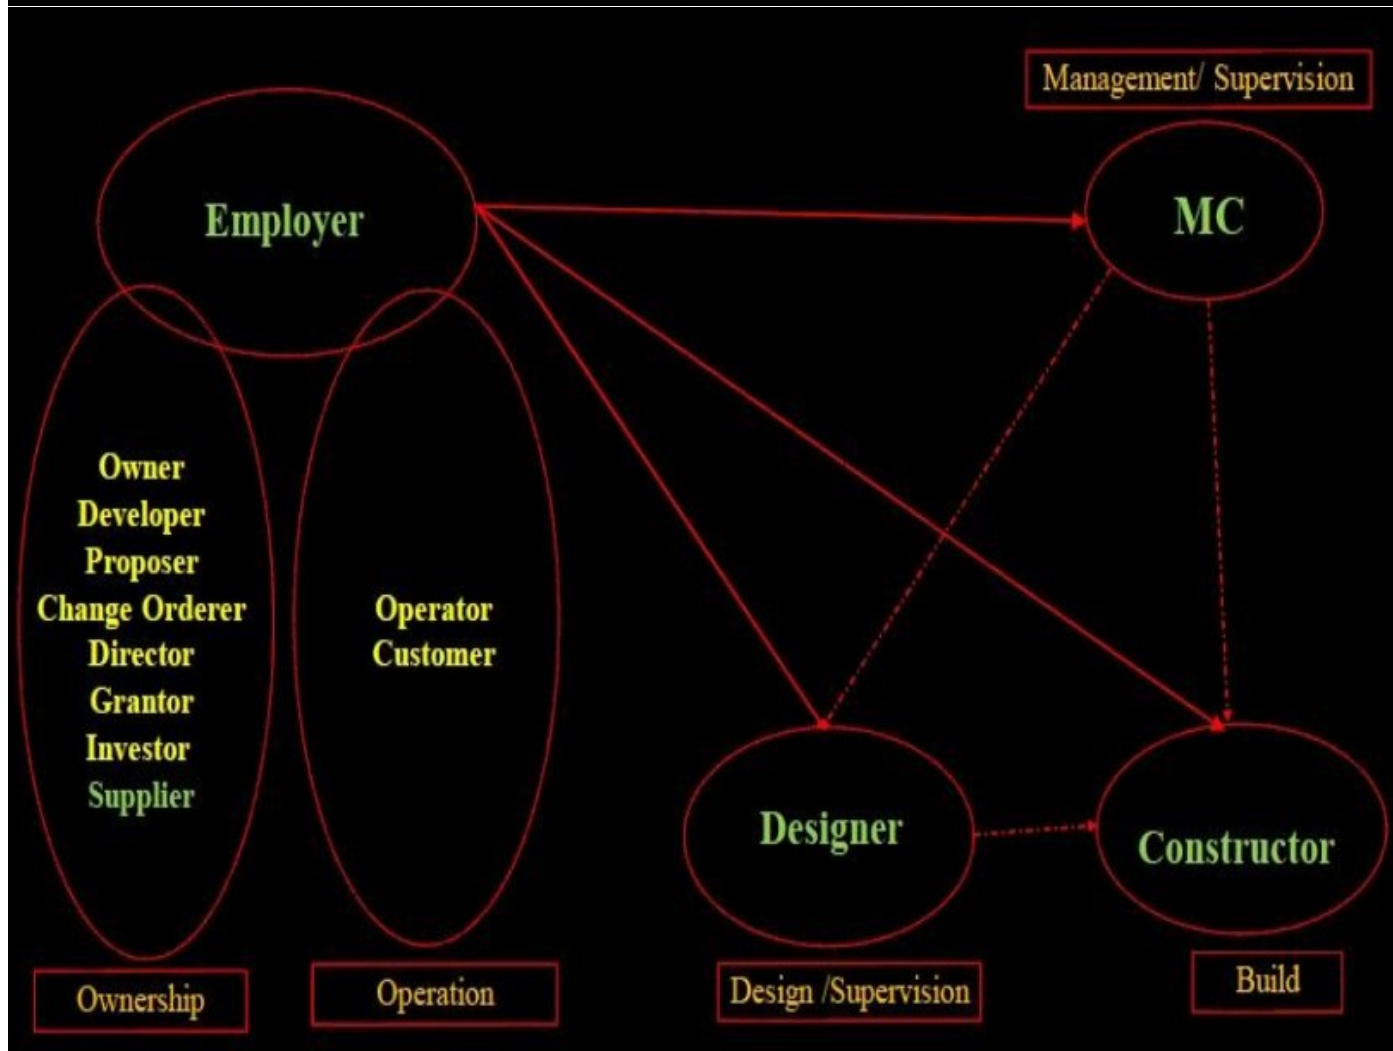 Management/ Supervision
Employer
MC
Owner
Developer
Proposer
Change Orderer
Director
Grantor
Investor
Supplier
Operator
Customer
Designer
Constructor
Ownership
Operation
Design /Supervision
Build